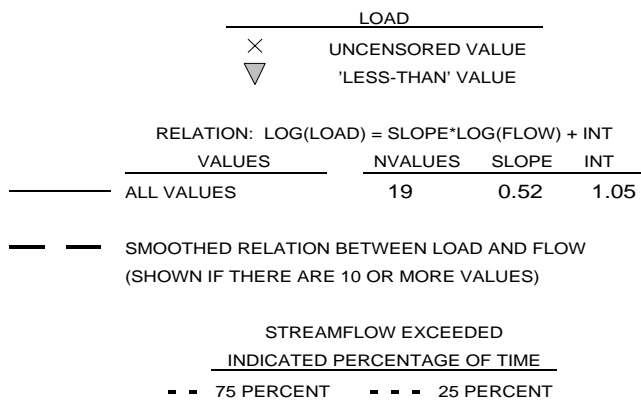 LOAD
UNCENSORED VALUE
'LESS-THAN' VALUE
RELATION: LOG(LOAD) = SLOPE*LOG(FLOW) + INT
VALUES NVALUES SLOPE INT
ALL VALUES 19 0.52 1.05
SMOOTHED RELATION BETWEEN LOAD AND FLOW
(SHOWN IF THERE ARE 10 OR MORE VALUES)
STREAMFLOW EXCEEDED
INDICATED PERCENTAGE OF TIME
75 PERCENT 25 PERCENT